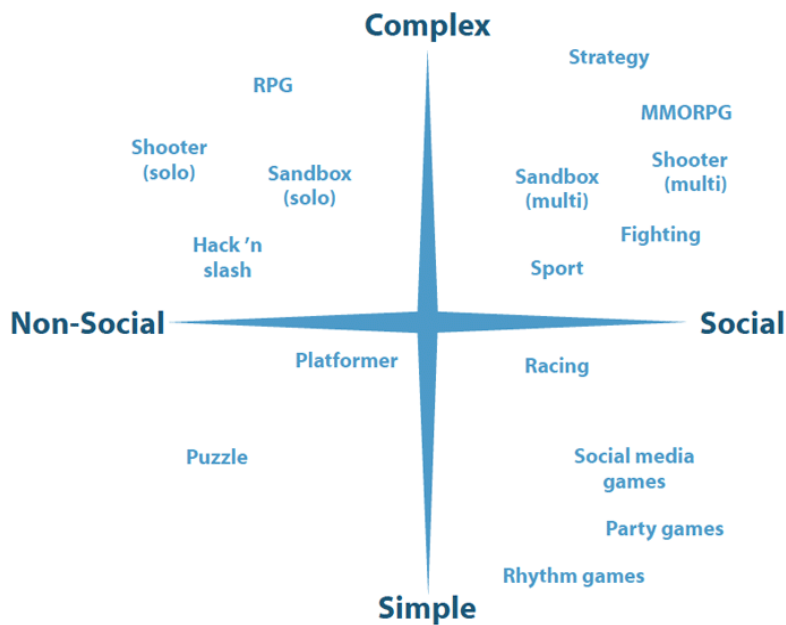 Complex
Strategy
RPG
MMORPG
Shooter
(solo)
Sandbox
(solo)
Sandbox
(multi)
Shooter
(multi)
Hack ’n
slash
Fighting
Sport
Non-Social
Social
Platformer
Racing
Puzzle
Social media
games
Party games
Rhythm games
Simple